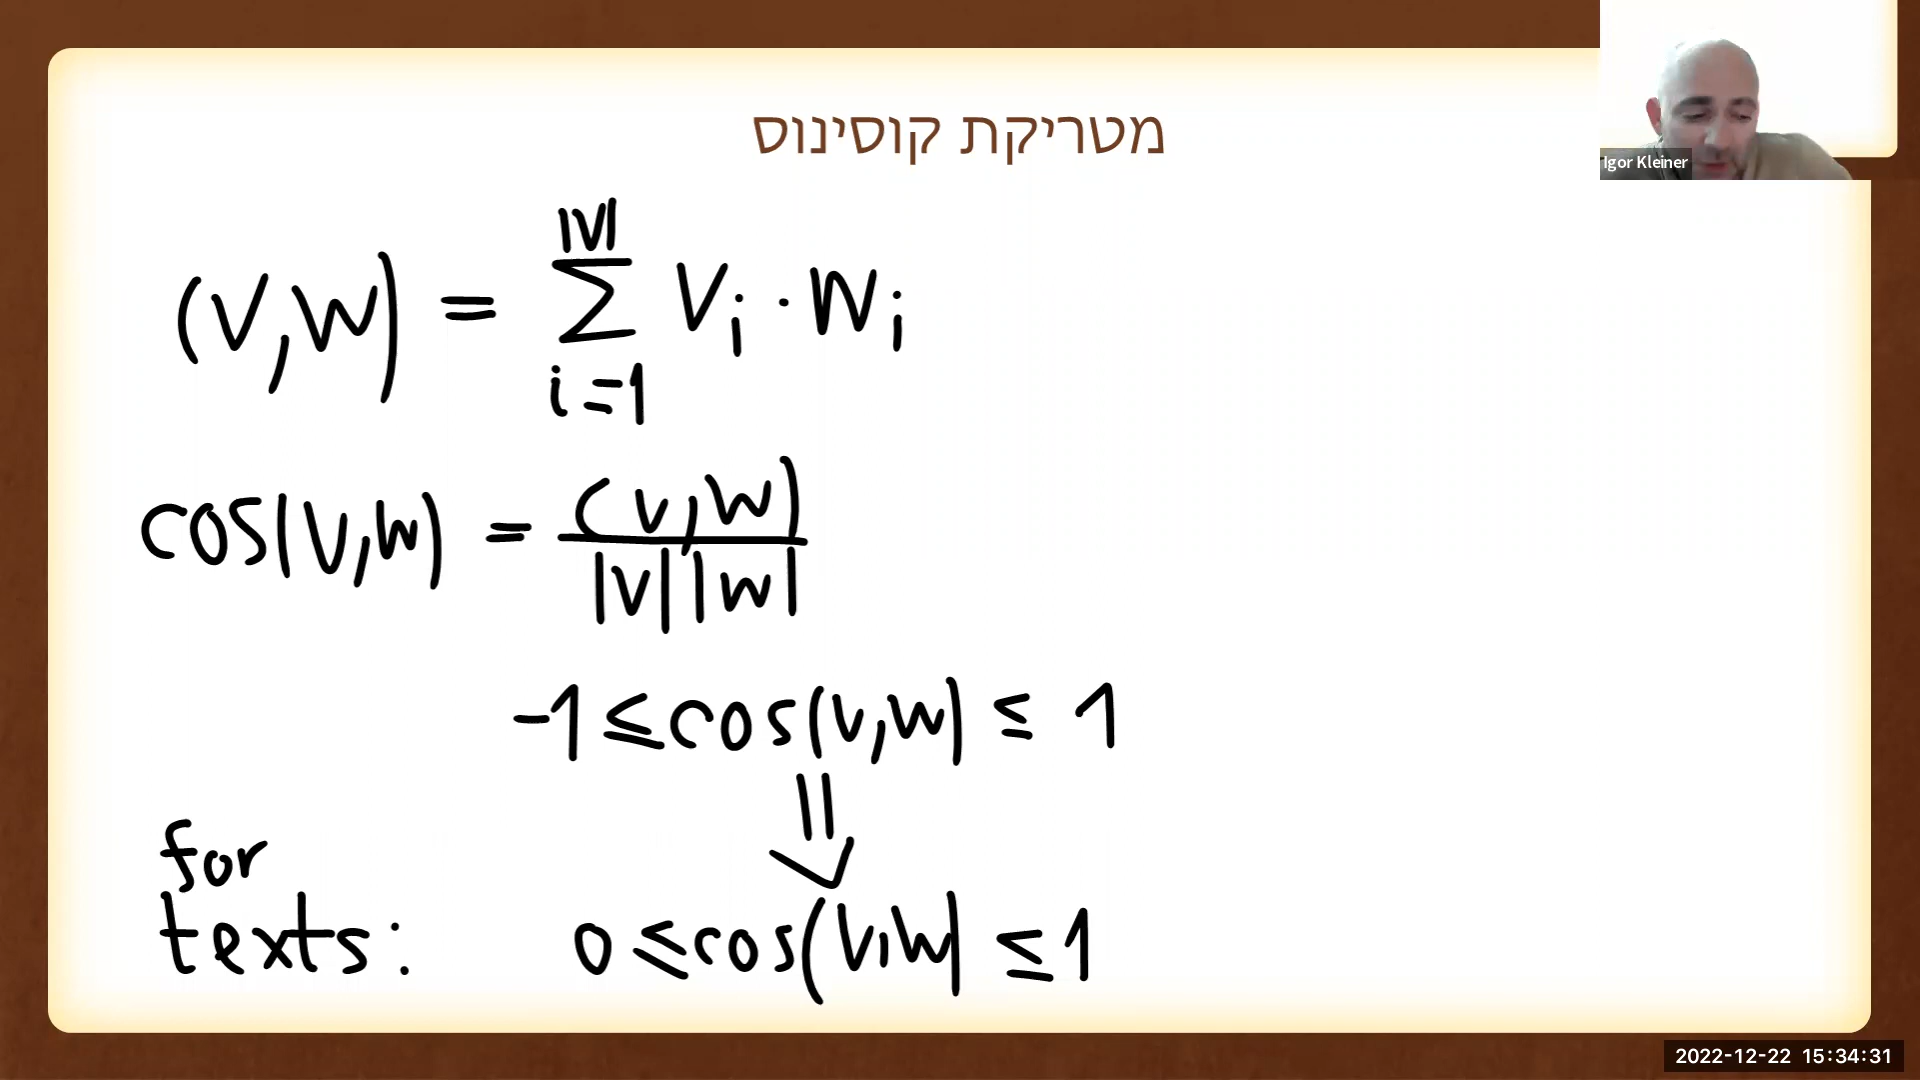 מטריקת קוסינוס
Igor Kleiner
|V|
(V,W) = Σ Vi · Wi
i=1
cos(V,W) = (V,W)
|V||W|
-1 ≤ cos(V,W) ≤ 1
⇓
for
texts: 0 ≤ cos(V,W) ≤ 1
2022-12-22 15:34:31